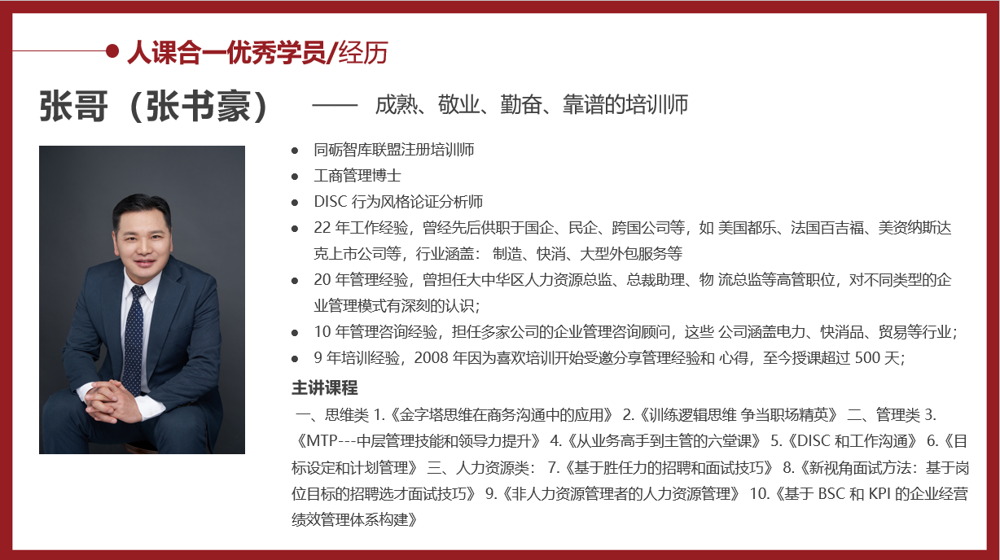 人课合一优秀学员/经历
张哥（张书豪）
—— 成熟、敬业、勤奋、靠谱的培训师
● 同砺智库联盟注册培训师
● 工商管理博士
● DISC 行为风格论证分析师
● 22 年工作经验，曾经先后供职于国企、民企、跨国公司等，如 美国都乐、法国百吉福、美资纳斯达
克上市公司等，行业涵盖： 制造、快消、大型外包服务等
● 20 年管理经验，曾担任大中华区人力资源总监、总裁助理、物 流总监等高管职位，对不同类型的企
业管理模式有深刻的认识；
● 10 年管理咨询经验，担任多家公司的企业管理咨询顾问，这些 公司涵盖电力、快消品、贸易等行业；
● 9 年培训经验，2008 年因为喜欢培训开始受邀分享管理经验和 心得，至今授课超过 500 天；
主讲课程
一、思维类 1.《金字塔思维在商务沟通中的应用》 2.《训练逻辑思维 争当职场精英》 二、管理类 3.
《MTP---中层管理技能和领导力提升》 4.《从业务高手到主管的六堂课》 5.《DISC 和工作沟通》 6.《目
标设定和计划管理》 三、人力资源类： 7.《基于胜任力的招聘和面试技巧》 8.《新视角面试方法：基于岗
位目标的招聘选才面试技巧》 9.《非人力资源管理者的人力资源管理》 10.《基于 BSC 和 KPI 的企业经营
绩效管理体系构建》